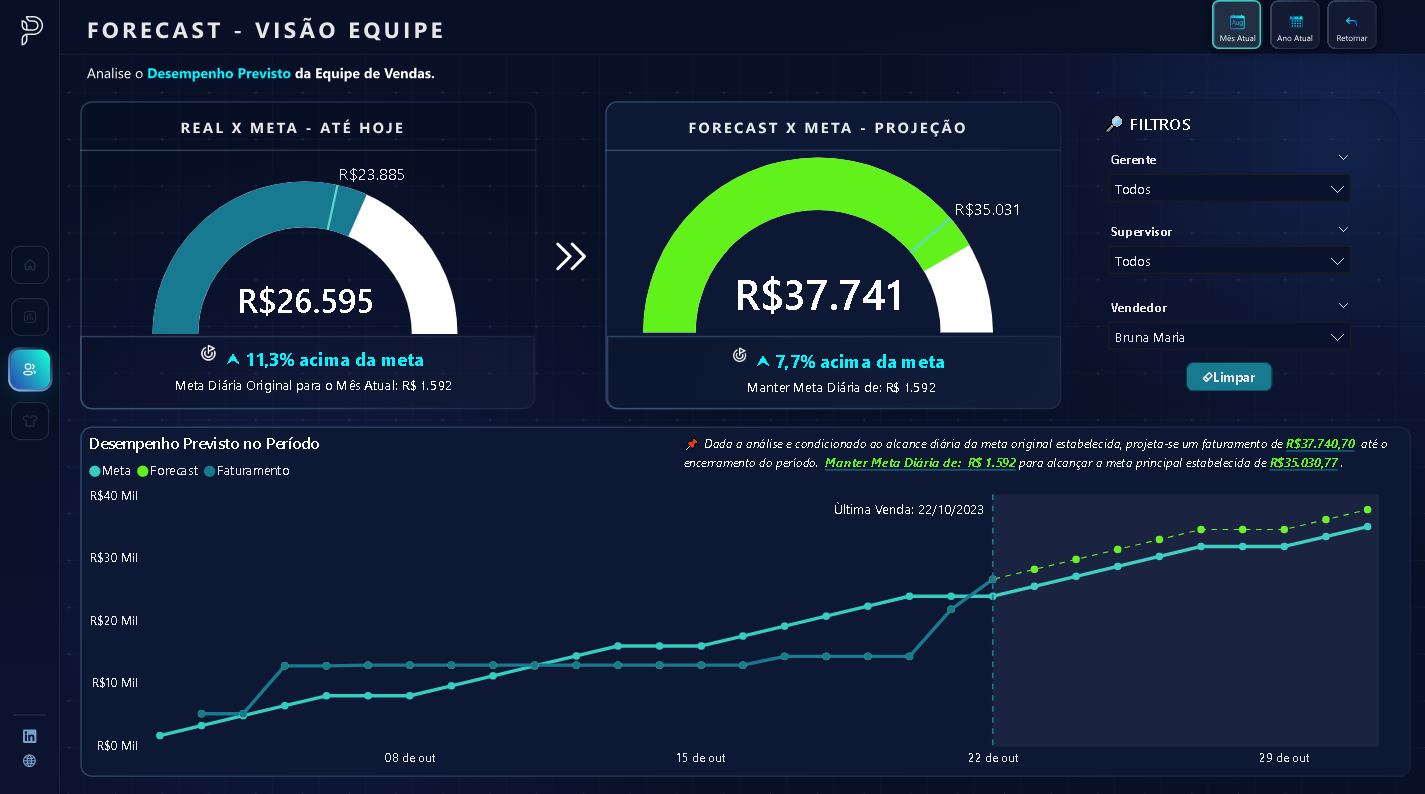 FORECAST - VISÃO EQUIPE
Aug
Mês Atual
Ano Atual
Retornar
Analise o Desempenho Previsto da Equipe de Vendas.
REAL X META - ATÉ HOJE
R$23.885
R$26.595
11,3% acima da meta
Meta Diária Original para o Mês Atual: R$ 1.592
FORECAST X META - PROJEÇÃO
R$35.031
R$37.741
7,7% acima da meta
Manter Meta Diária de: R$ 1.592
FILTROS
Gerente
Todos
Supervisor
Todos
Vendedor
Bruna Maria
Limpar
Desempenho Previsto no Período
Meta Forecast Faturamento
Dada a análise e condicionado ao alcance diária da meta original estabelecida, projeta-se um faturamento de R$37.740,70 até o
encerramento do período. Manter Meta Diária de: R$ 1.592 para alcançar a meta principal estabelecida de R$35.030,77 .
R$40 Mil
Ùltima Venda: 22/10/2023
R$30 Mil
R$20 Mil
R$10 Mil
R$0 Mil
08 de out
15 de out
22 de out
29 de out